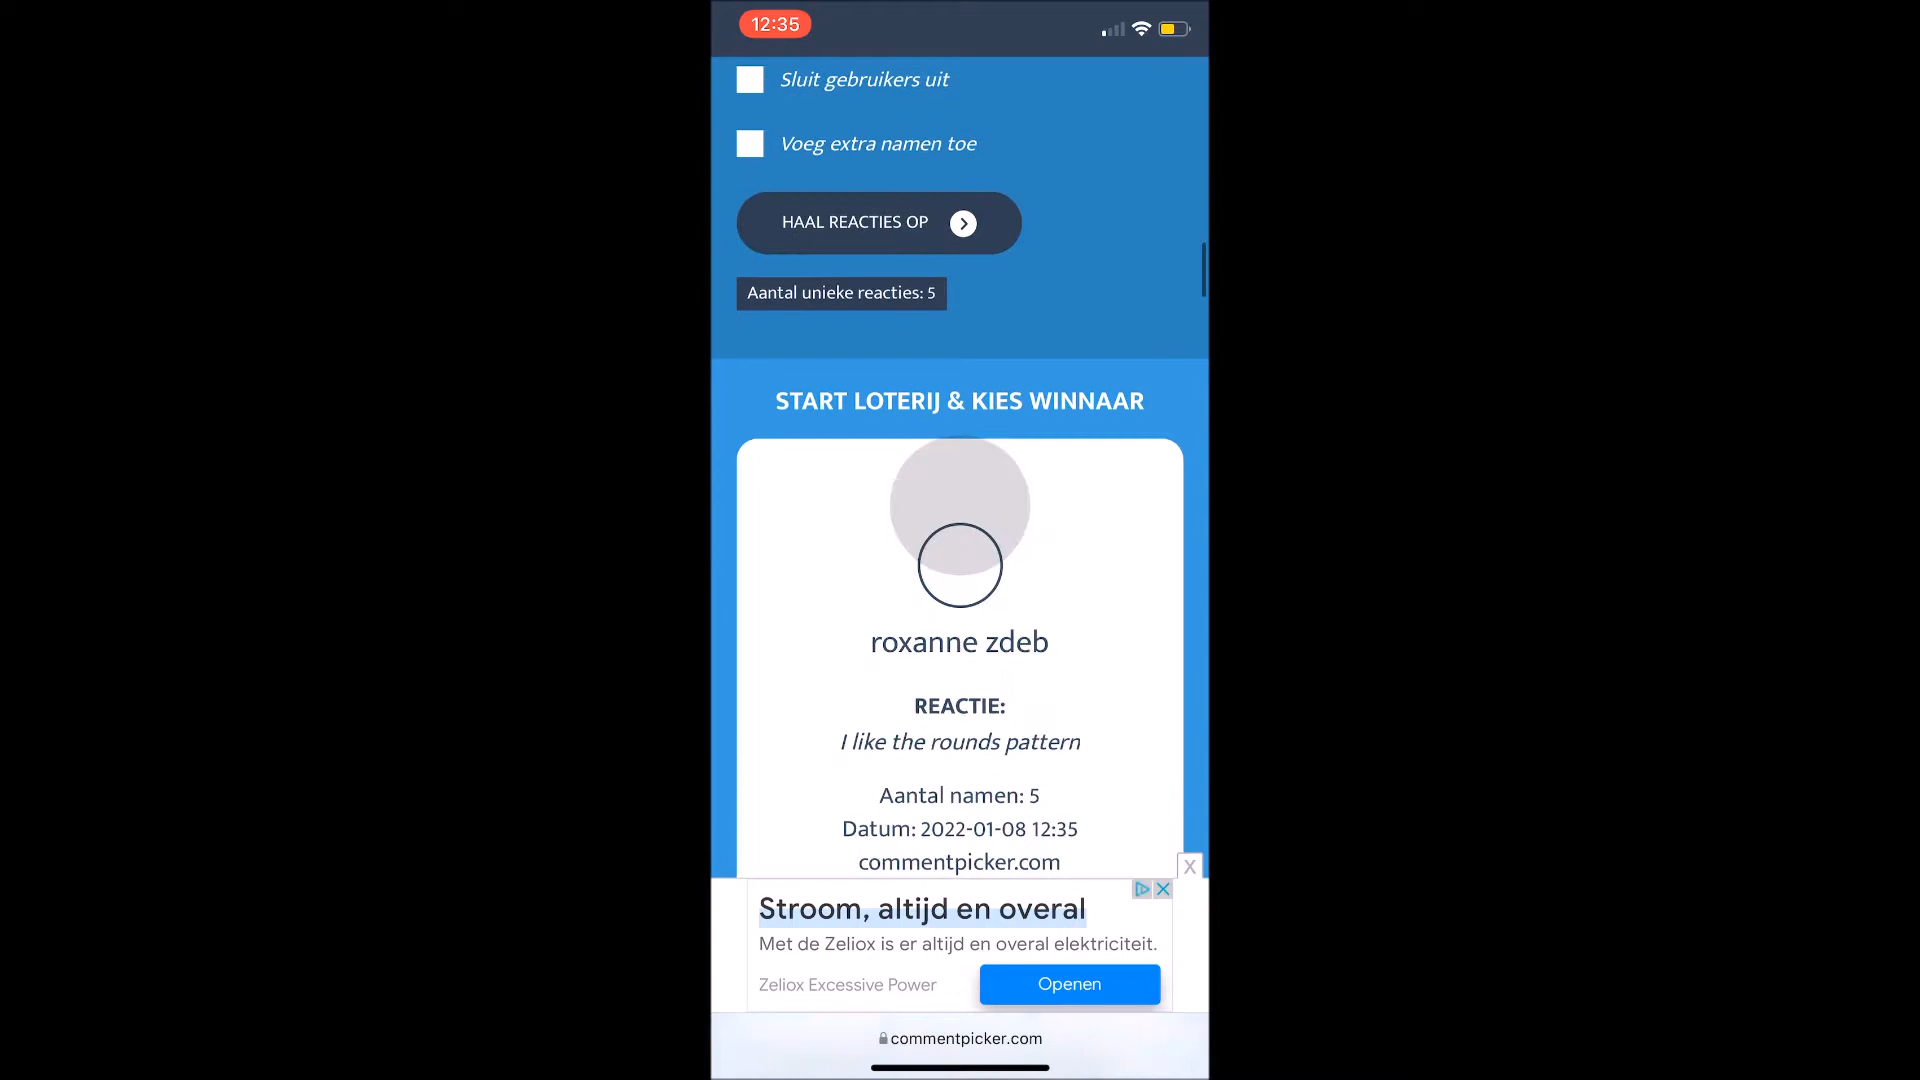 12:35
Sluit gebruikers uit
Voeg extra namen toe
HAAL REACTIES OP
Aantal unieke reacties: 5
START LOTERIJ & KIES WINNAAR
roxanne zdeb
REACTIE:
I like the rounds pattern
Aantal namen: 5
Datum: 2022-01-08 12:35
commentpicker.com
X
Stroom, altijd en overal
Met de Zeliox is er altijd en overal elektriciteit.
Zeliox Excessive Power
Openen
commentpicker.com